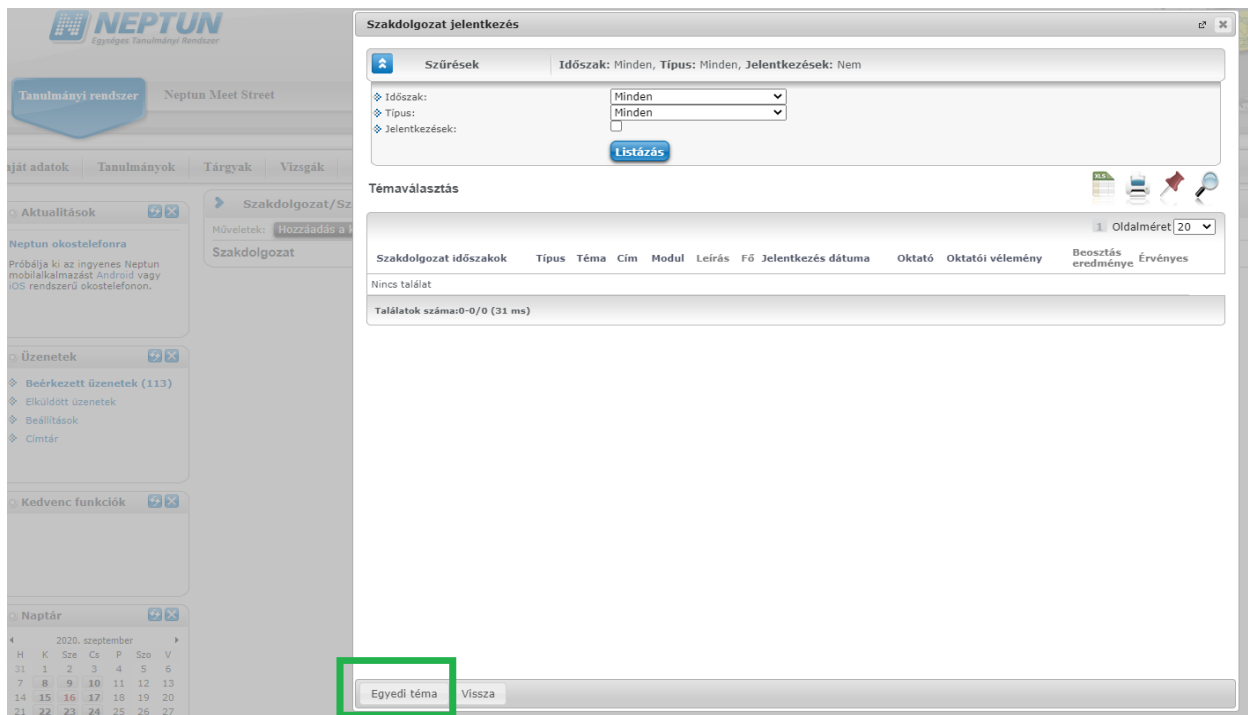 NEPTUN
Egységes Tanulmányi Rendszer
Tanulmányi rendszer
Neptun Meet Street
aját adatok
Tanulmányok
Tárgyak
Vizsgák
Aktualitások
Neptun okostelefonra
Próbálja ki az ingyenes Neptun
mobilalkalmazást Android vagy
iOS rendszerű okostelefonon.
Üzenetek
Beérkezett üzenetek (113)
Elküldött üzenetek
Beállítások
Címtár
Kedvenc funkciók
Naptár
2020. szeptember
H K Sze Cs P Szo V
31 1 2 3 4 5 6
7 8 9 10 11 12 13
14 15 16 17 18 19 20
21 22 23 24 25 26 27
Szakdolgozat/Sz
Műveletek: Hozzáadás a k
Szakdolgozat
Szakdolgozat jelentkezés
Szűrések Időszak: Minden, Típus: Minden, Jelentkezések: Nem
Időszak: Minden
Típus: Minden
Jelentkezések:
Listázás
Témaválasztás
XLS
1 Oldalméret 20
Szakdolgozat időszakok Típus Téma Cím Modul Leírás Fő Jelentkezés dátuma Oktató Oktatói vélemény Beosztás eredménye Érvényes
Nincs találat
Találatok száma:0-0/0 (31 ms)
Egyedi téma Vissza